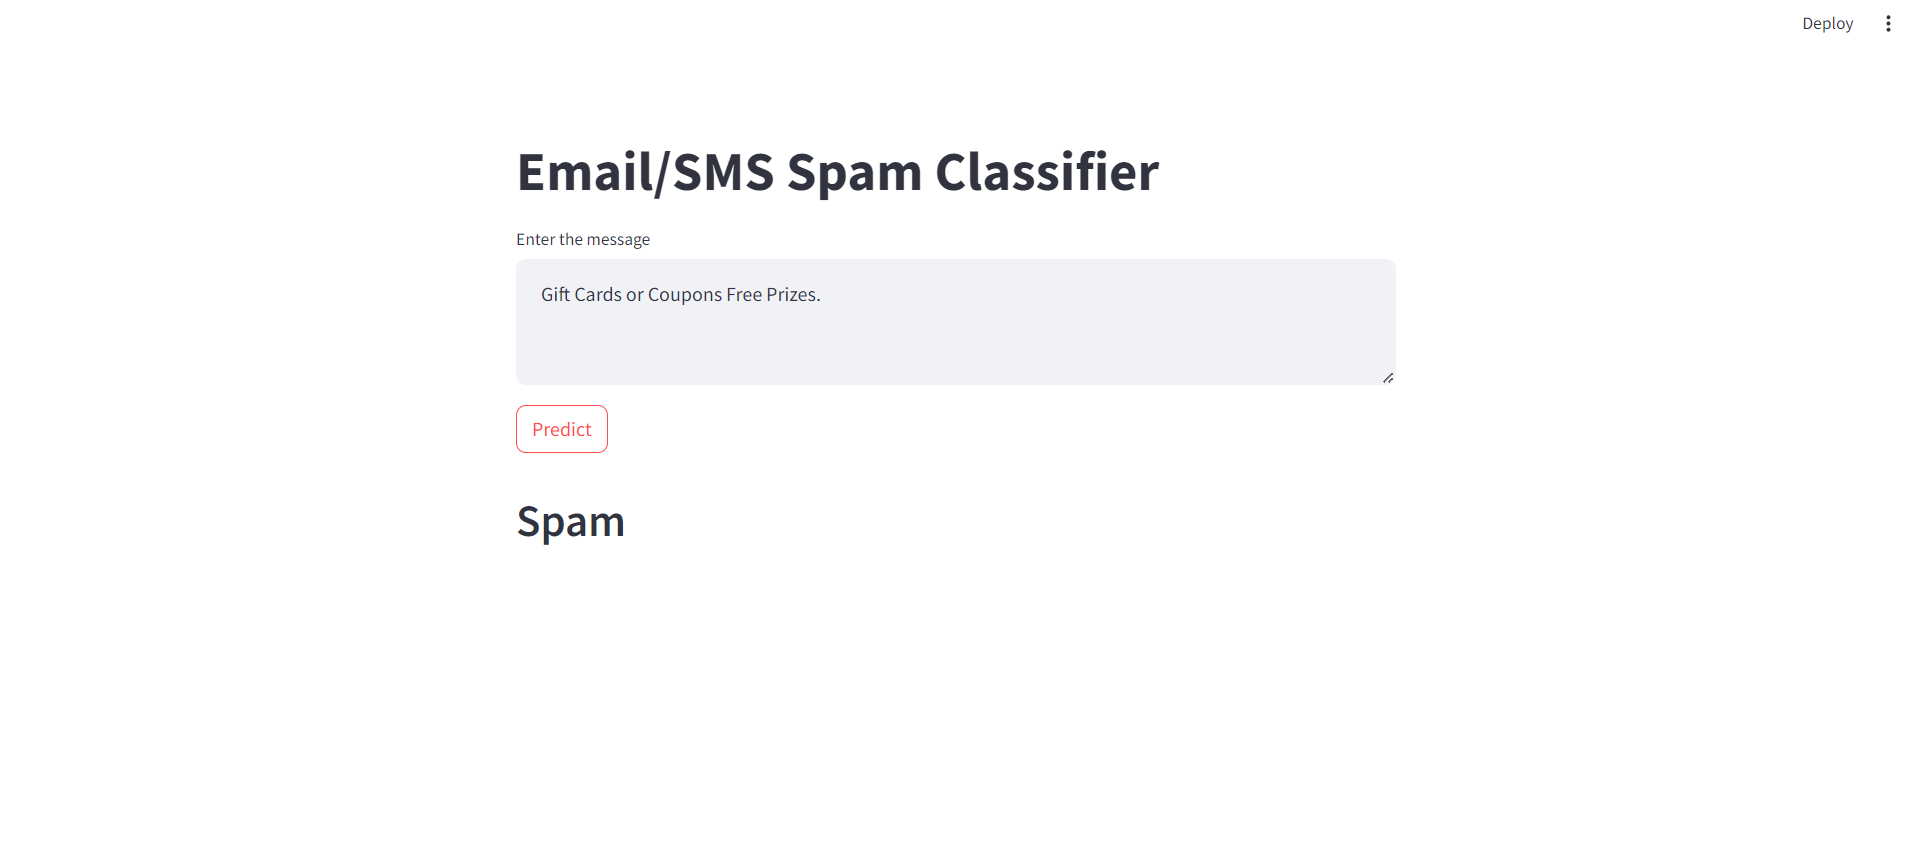 Deploy
Email/SMS Spam Classifier
Enter the message
Gift Cards or Coupons Free Prizes.
Predict
Spam